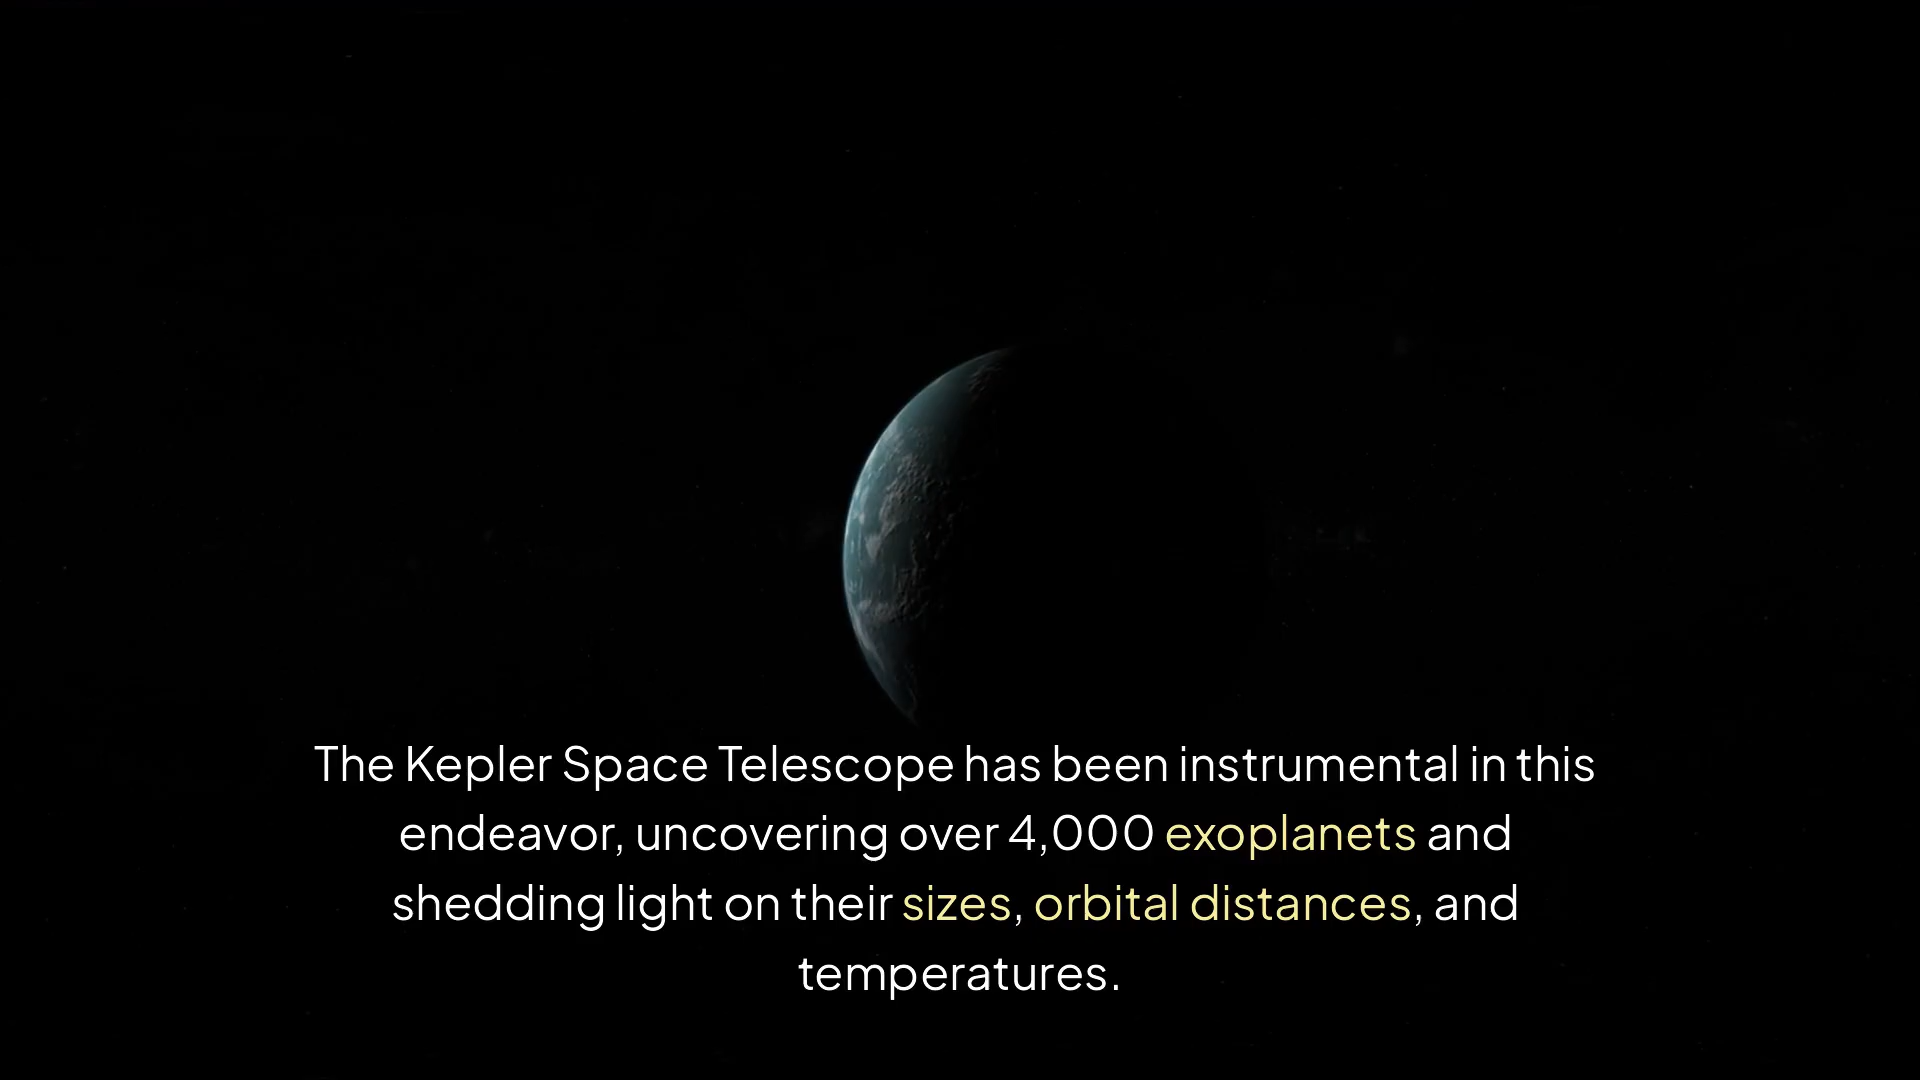 The Kepler Space Telescope has been instrumental in this
endeavor, uncovering over 4,000 exoplanets and
shedding light on their sizes, orbital distances, and
temperatures.